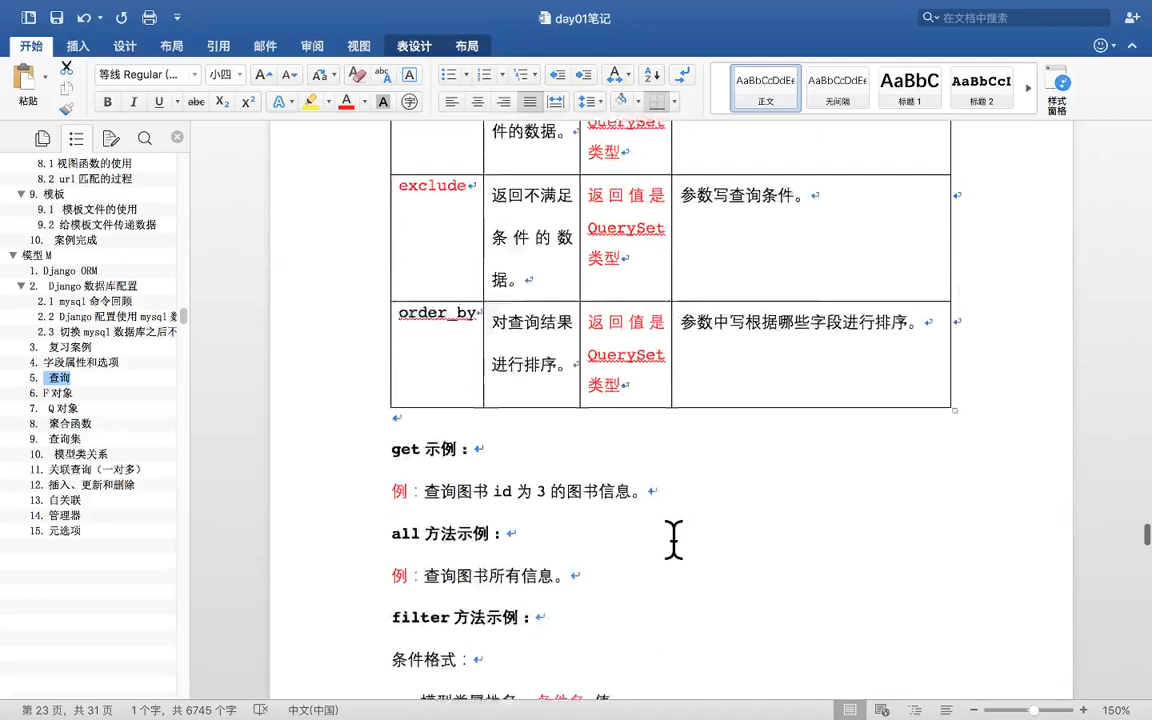 day01笔记
在文档中搜索
开始 插入 设计 布局 引用 邮件 审阅 视图 表设计 布局
粘贴
等线 Regular (... 小四
AaBbCcDdEe AaBbCcDdEe AaBbC AaBbCcI
正文 无间隔 标题 1 标题 2
样式
窗格
8.1 视图函数的使用
8.2 url 匹配的过程
9. 模板
9.1 模板文件的使用
9.2 给模板文件传递数据
10. 案例完成
模型 M
1. Django ORM
2. Django 数据库配置
2.1 mysql 命令回顾
2.2 Django 配置使用 mysql 数
2.3 切换 mysql 数据库之后不
3. 复习案例
4. 字段属性和选项
5. 查询
6. F 对象
7. Q 对象
8. 聚合函数
9. 查询集
10. 模型类关系
11. 关联查询（一对多）
12. 插入、更新和删除
13. 自关联
14. 管理器
15. 元选项
件的数据。
QuerySet
类型
exclude
返回不满足
条件的数
据。
返回值是
QuerySet
类型
参数写查询条件。
order_by
对查询结果
进行排序。
返回值是
QuerySet
类型
参数中写根据哪些字段进行排序。
get 示例：
例：查询图书 id 为 3 的图书信息。
all 方法示例：
例：查询图书所有信息。
filter 方法示例：
条件格式：
模型类属性名__条件名=值
第 23 页，共 31 页 1 个字，共 6745 个字 中文(中国) 150%